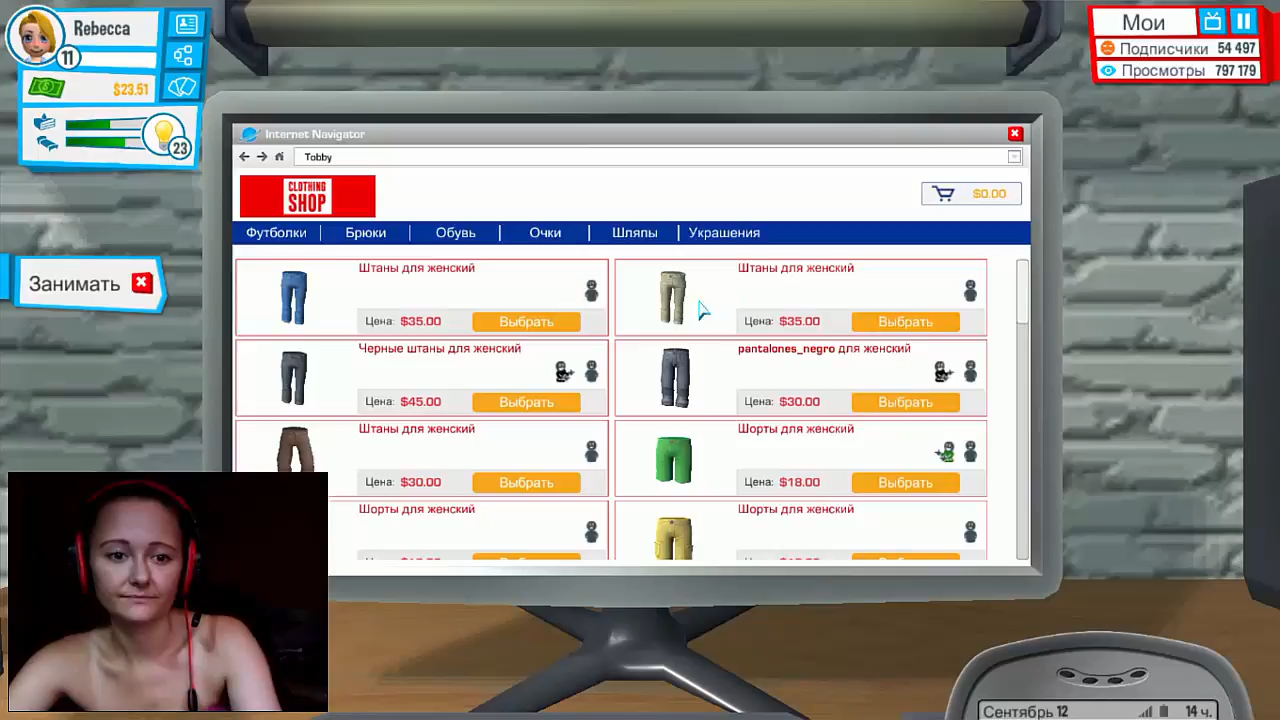 Rebecca
11
$23.51
23
Мои
Подписчики 54 497
Просмотры 797 179
Internet Navigator
Tobby
CLOTHING
SHOP
$0.00
Футболки
Брюки
Обувь
Очки
Шляпы
Украшения
Занимать
Штаны для женский
Цена: $35.00
Выбрать
Штаны для женский
Цена: $35.00
Выбрать
Черные штаны для женский
Цена: $45.00
Выбрать
pantalones_negro для женский
Цена: $30.00
Выбрать
Штаны для женский
Цена: $30.00
Выбрать
Шорты для женский
Цена: $18.00
Выбрать
Шорты для женский
Шорты для женский
Сентябрь 12
14 ч.